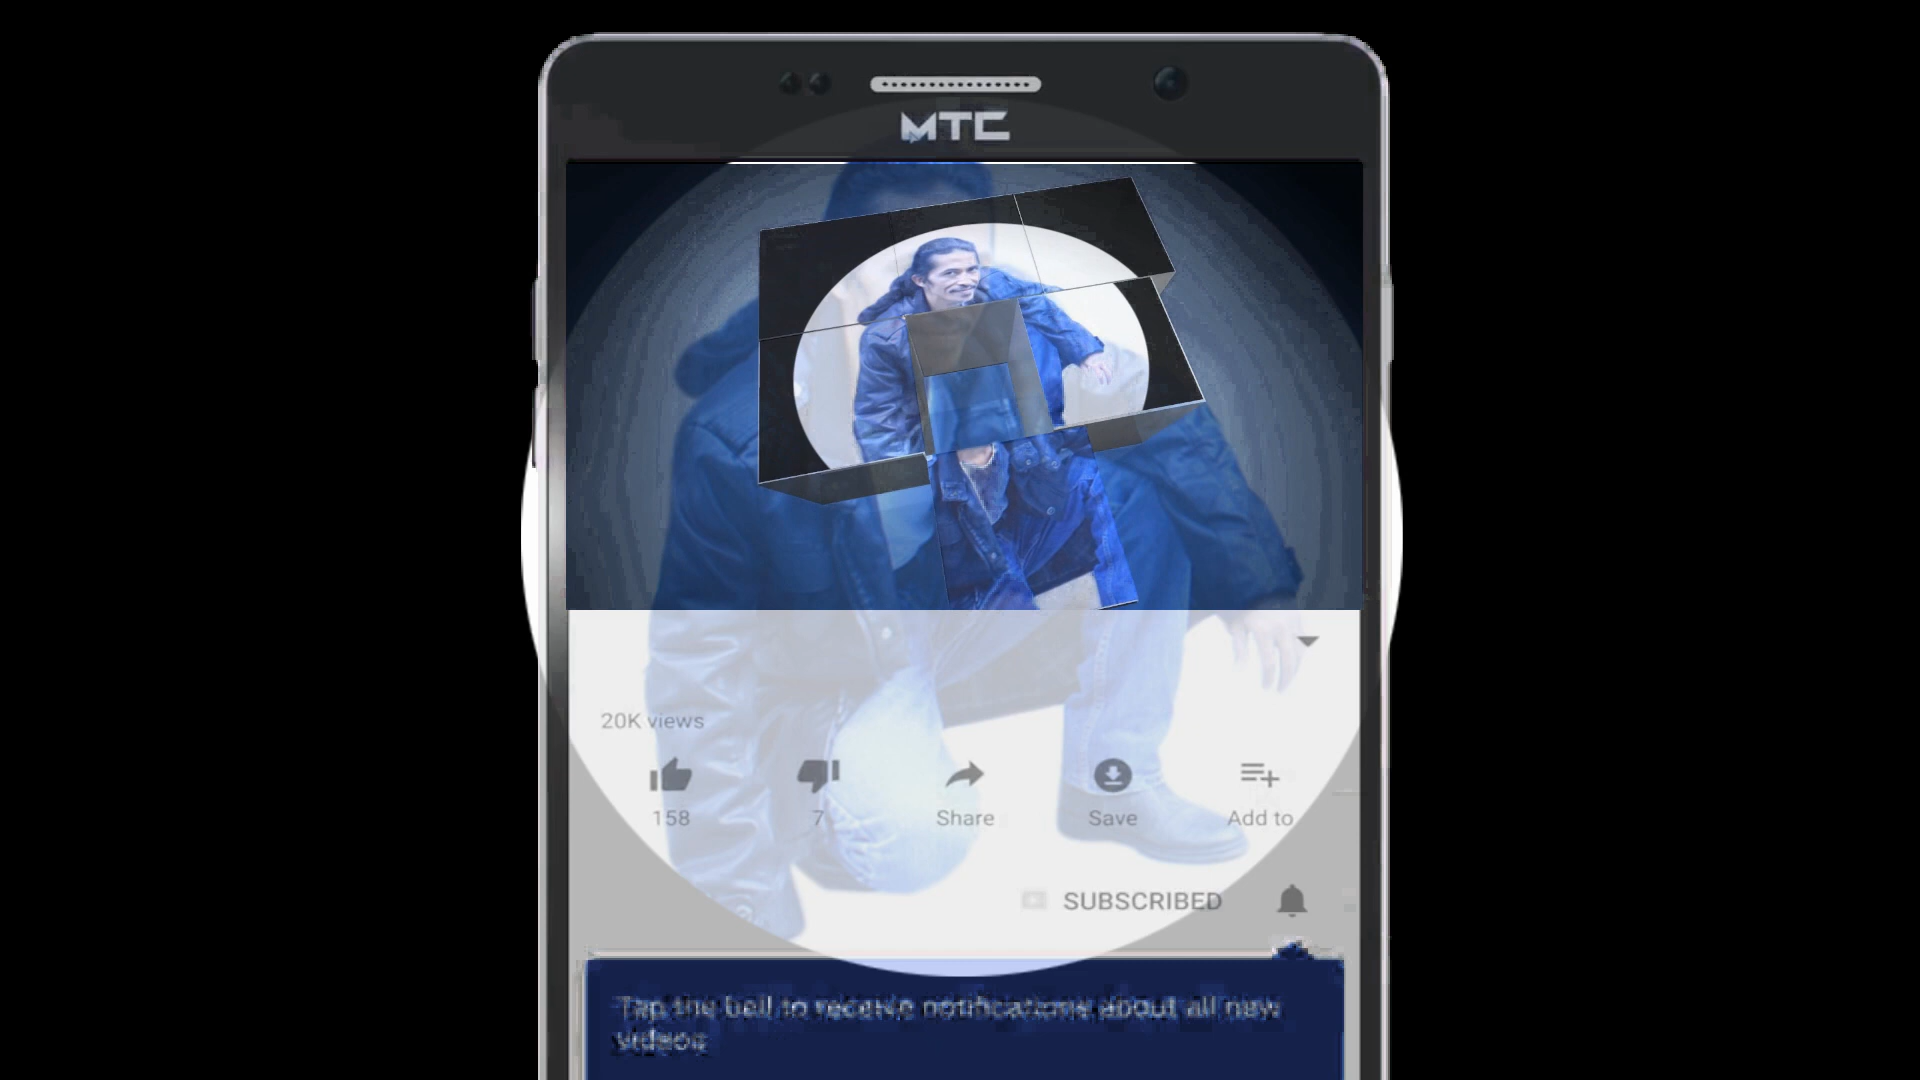 MTC
20K views
158 7 Share Save Add to
SUBSCRIBED
Tap the bell to receive notifications about all new
videos